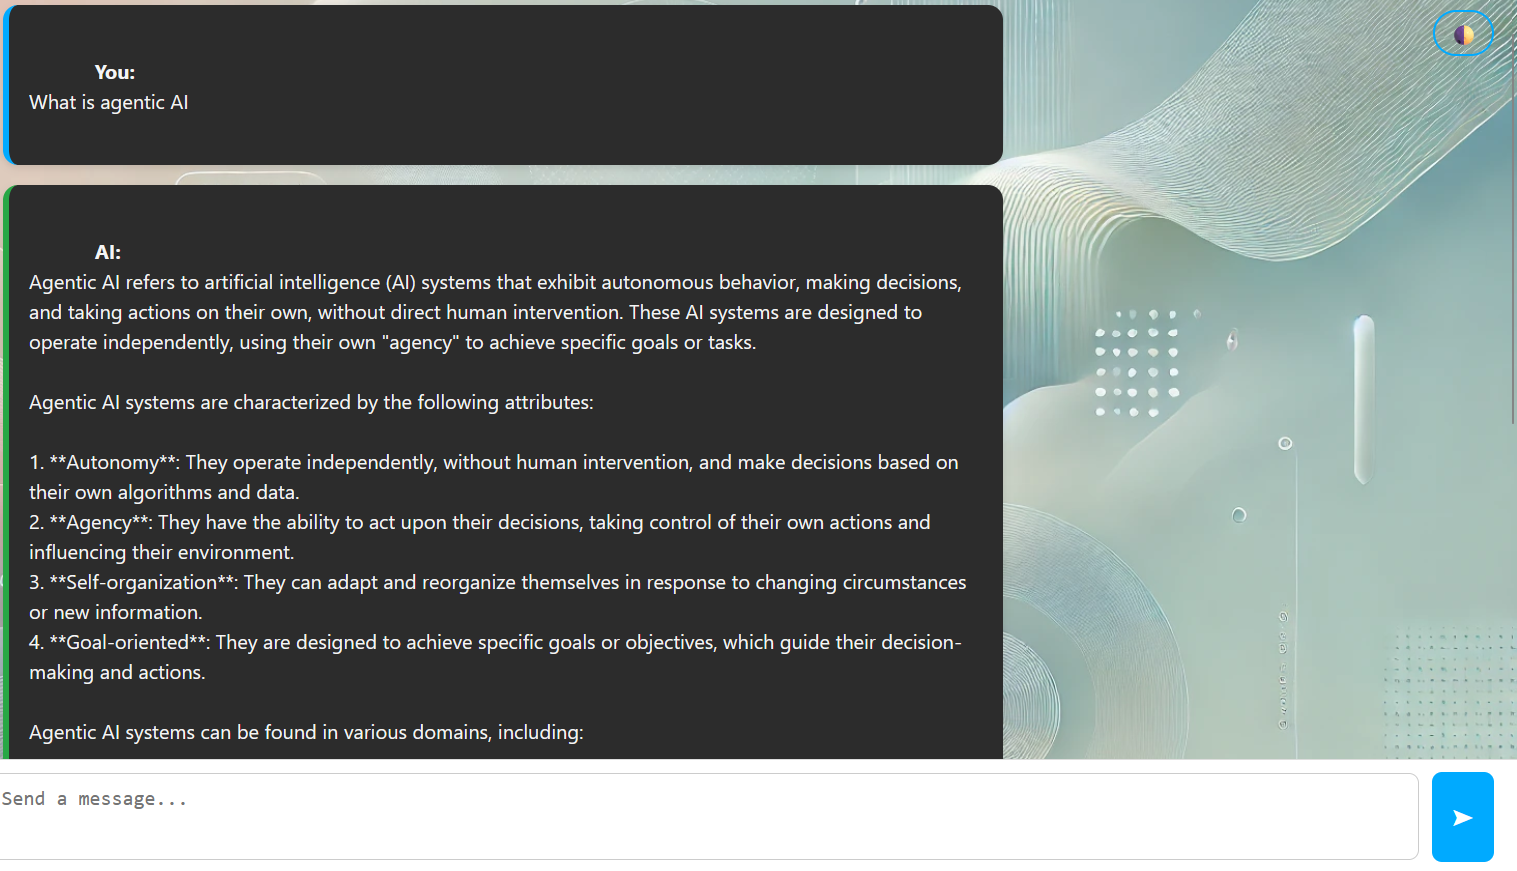 You:
What is agentic AI
AI:
Agentic AI refers to artificial intelligence (AI) systems that exhibit autonomous behavior, making decisions,
and taking actions on their own, without direct human intervention. These AI systems are designed to
operate independently, using their own "agency" to achieve specific goals or tasks.
Agentic AI systems are characterized by the following attributes:
1. **Autonomy**: They operate independently, without human intervention, and make decisions based on
their own algorithms and data.
2. **Agency**: They have the ability to act upon their decisions, taking control of their own actions and
influencing their environment.
3. **Self-organization**: They can adapt and reorganize themselves in response to changing circumstances
or new information.
4. **Goal-oriented**: They are designed to achieve specific goals or objectives, which guide their decision-
making and actions.
Agentic AI systems can be found in various domains, including:
Send a message...